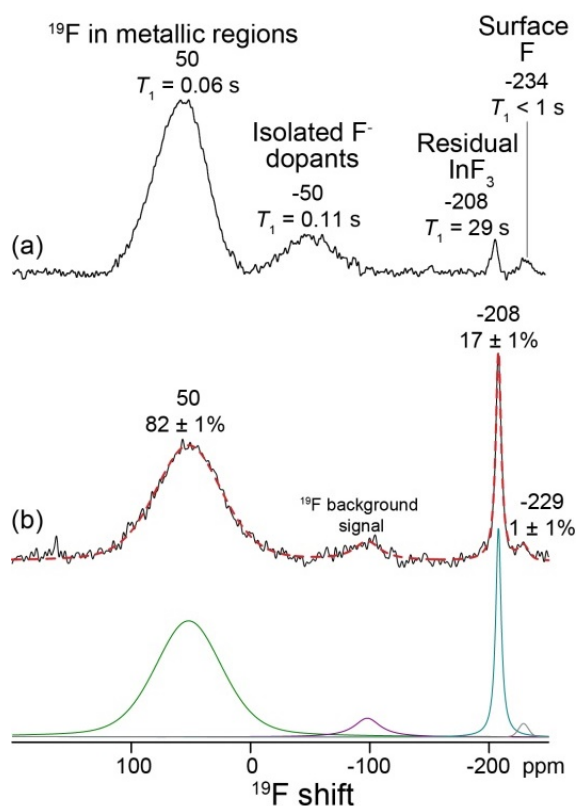 ¹⁹F in metallic regions
50
T₁ = 0.06 s
Isolated F⁻
dopants
-50
T₁ = 0.11 s
Residual
InF₃
-208
T₁ = 29 s
Surface
F
-234
T₁ < 1 s
(a)
50
82 ± 1%
¹⁹F background
signal
-208
17 ± 1%
-229
1 ± 1%
(b)
100 0 -100 -200 ppm
¹⁹F shift